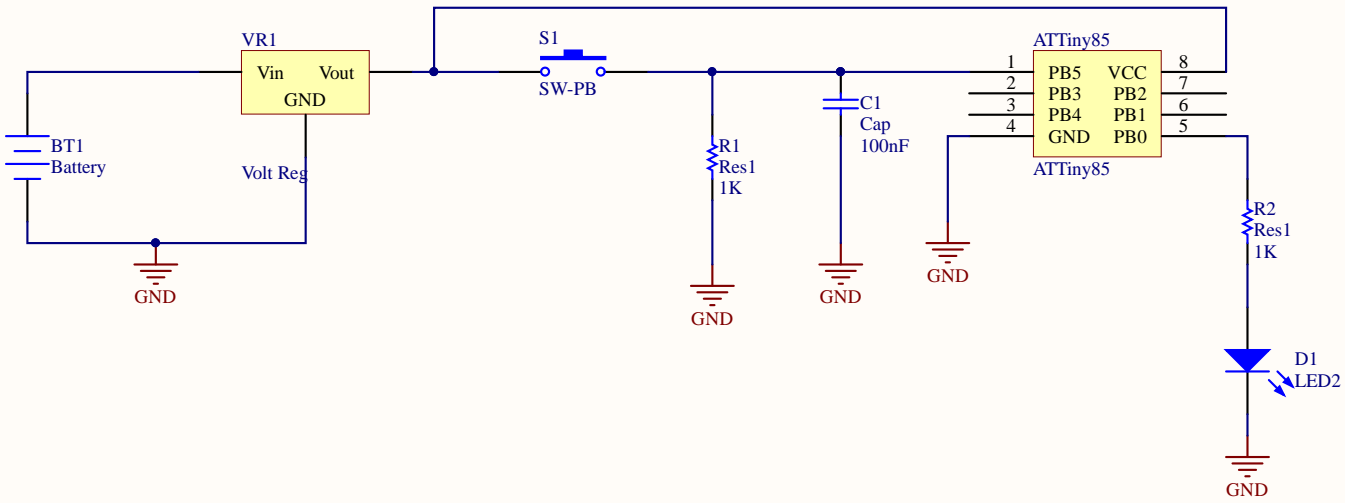 VR1
Vin Vout
GND
Volt Reg
BT1
Battery
GND
S1
SW-PB
R1
Res1
1K
GND
C1
Cap
100nF
GND
ATTiny85
1 PB5 VCC 8
2 PB3 PB2 7
3 PB4 PB1 6
4 GND PB0 5
ATTiny85
GND
R2
Res1
1K
D1
LED2
GND